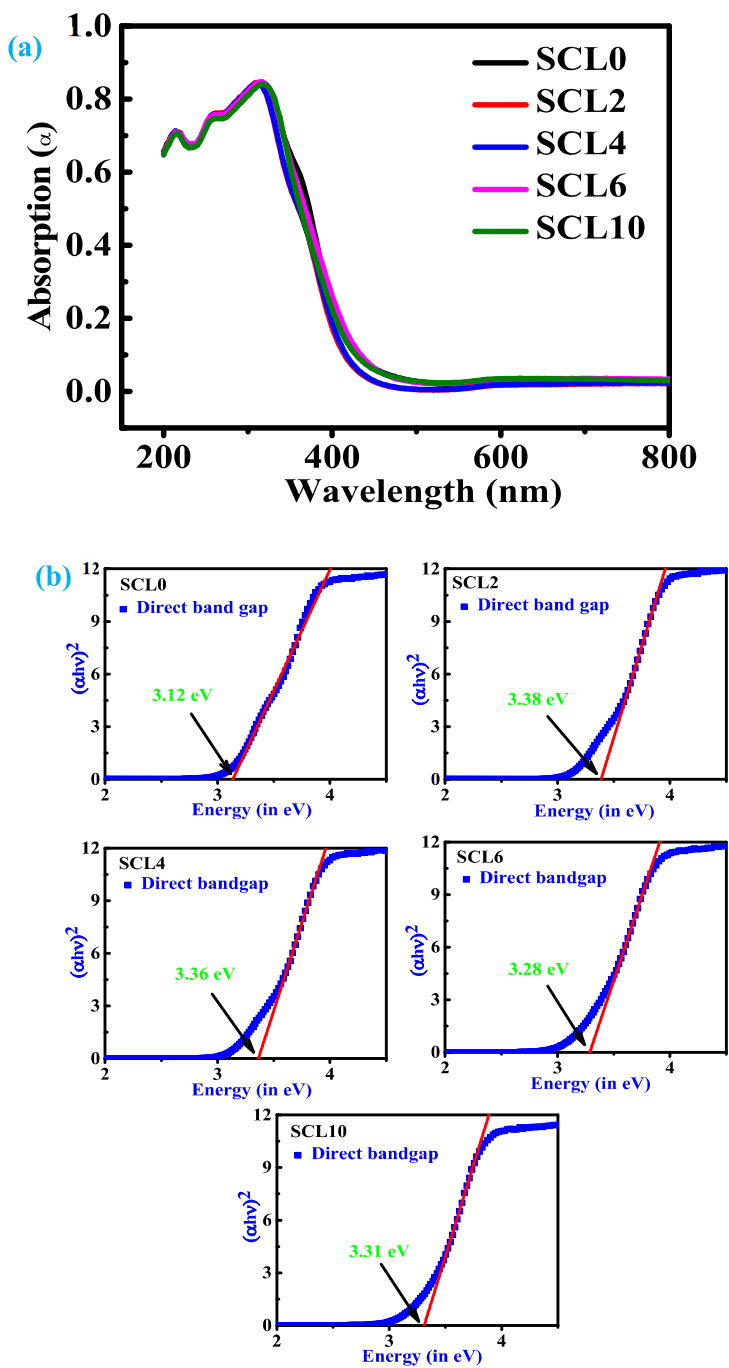 (a)
1.0
0.8
0.6
0.4
0.2
0.0
Absorption (α)
SCL0
SCL2
SCL4
SCL6
SCL10
200 400 600 800
Wavelength (nm)
(b)
SCL0
Direct band gap
3.12 eV
(αhν)²
12
9
6
3
0
2 3 4
Energy (in eV)
SCL2
Direct band gap
3.38 eV
(αhν)²
12
9
6
3
0
2 3 4
Energy (in eV)
SCL4
Direct bandgap
3.36 eV
(αhν)²
12
9
6
3
0
2 3 4
Energy (in eV)
SCL6
Direct bandgap
3.28 eV
(αhν)²
12
9
6
3
0
2 3 4
Energy (in eV)
SCL10
Direct bandgap
3.31 eV
(αhν)²
12
9
6
3
0
2 3 4
Energy (in eV)